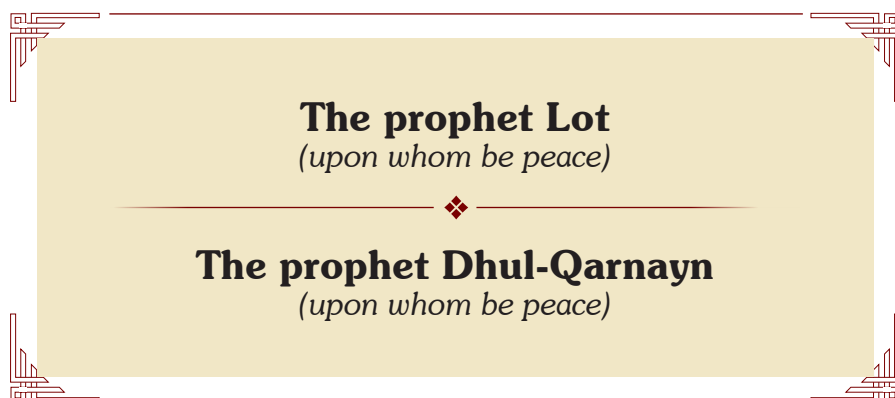 The prophet Lot
(upon whom be peace)
The prophet Dhul-Qarnayn
(upon whom be peace)